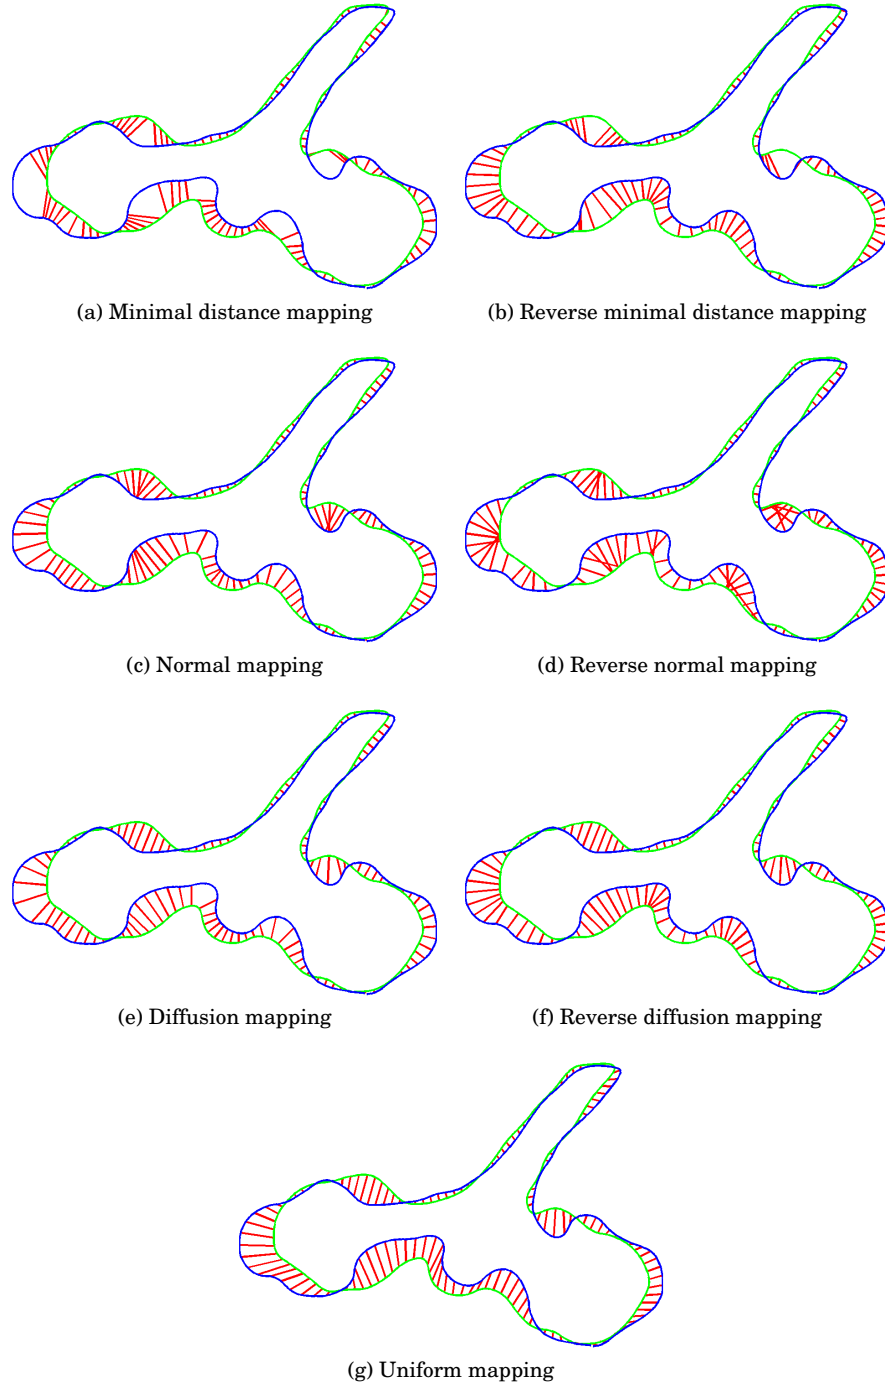 (a) Minimal distance mapping
(b) Reverse minimal distance mapping
(c) Normal mapping
(d) Reverse normal mapping
(e) Diffusion mapping
(f) Reverse diffusion mapping
(g) Uniform mapping